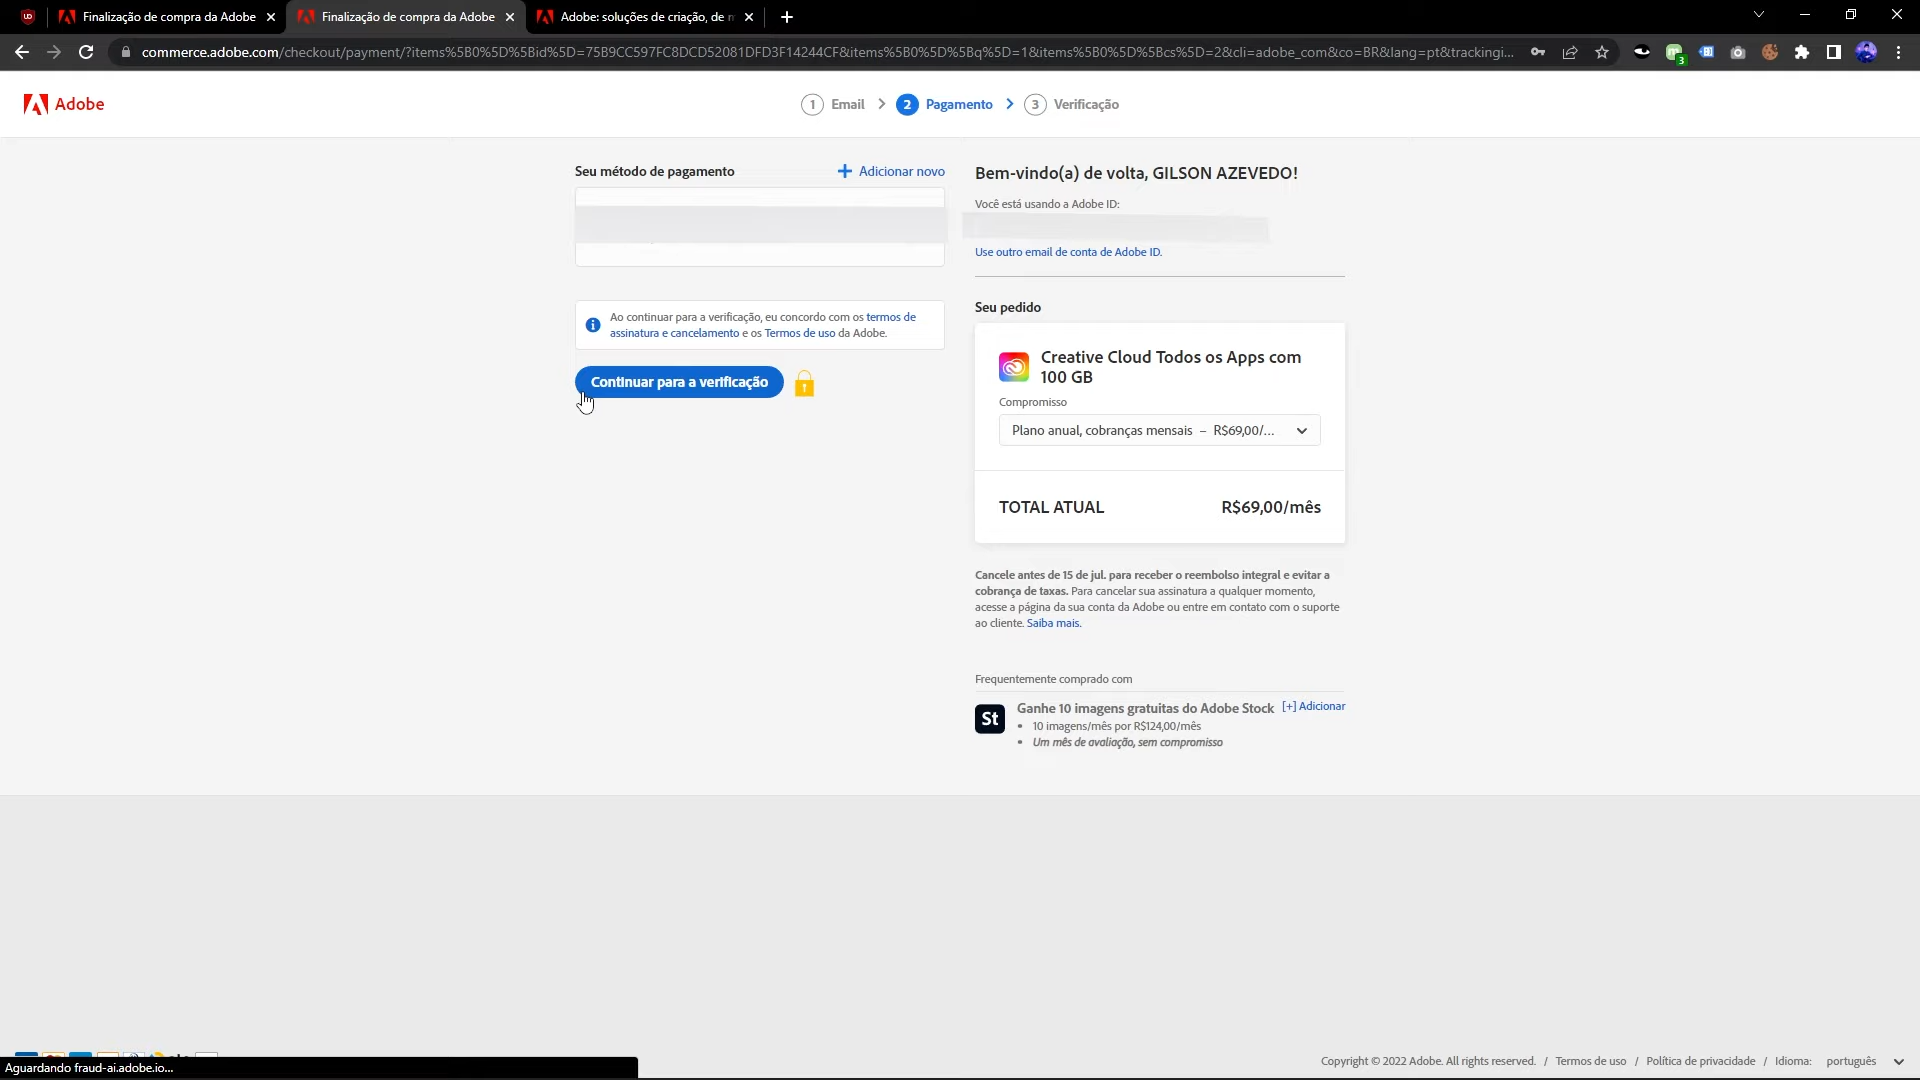 Finalização de compra da Adobe
Finalização de compra da Adobe
Adobe: soluções de criação, de m
commerce.adobe.com/checkout/payment/?items%5B0%5D%5Bid%5D=75B9CC597FC8DCD52081DFD3F14244CF&items%5B0%5D%5Bq%5D=1&items%5B0%5D%5Bcs%5D=2&cli=adobe_com&co=BR&lang=pt&trackingi...
3
Adobe
1 Email
2 Pagamento
3 Verificação
Seu método de pagamento
Adicionar novo
Ao continuar para a verificação, eu concordo com os termos de
assinatura e cancelamento e os Termos de uso da Adobe.
Continuar para a verificação
Bem-vindo(a) de volta, GILSON AZEVEDO!
Você está usando a Adobe ID:
Use outro email de conta de Adobe ID.
Seu pedido
Creative Cloud Todos os Apps com
100 GB
Compromisso
Plano anual, cobranças mensais – R$69,00/...
TOTAL ATUAL R$69,00/mês
Cancele antes de 15 de jul. para receber o reembolso integral e evitar a
cobrança de taxas. Para cancelar sua assinatura a qualquer momento,
acesse a página da sua conta da Adobe ou entre em contato com o suporte
ao cliente. Saiba mais.
Frequentemente comprado com
St
Ganhe 10 imagens gratuitas do Adobe Stock [+] Adicionar
• 10 imagens/mês por R$124,00/mês
• Um mês de avaliação, sem compromisso
Aguardando fraud-ai.adobe.io...
Copyright © 2022 Adobe. All rights reserved. / Termos de uso / Política de privacidade / Idioma: português